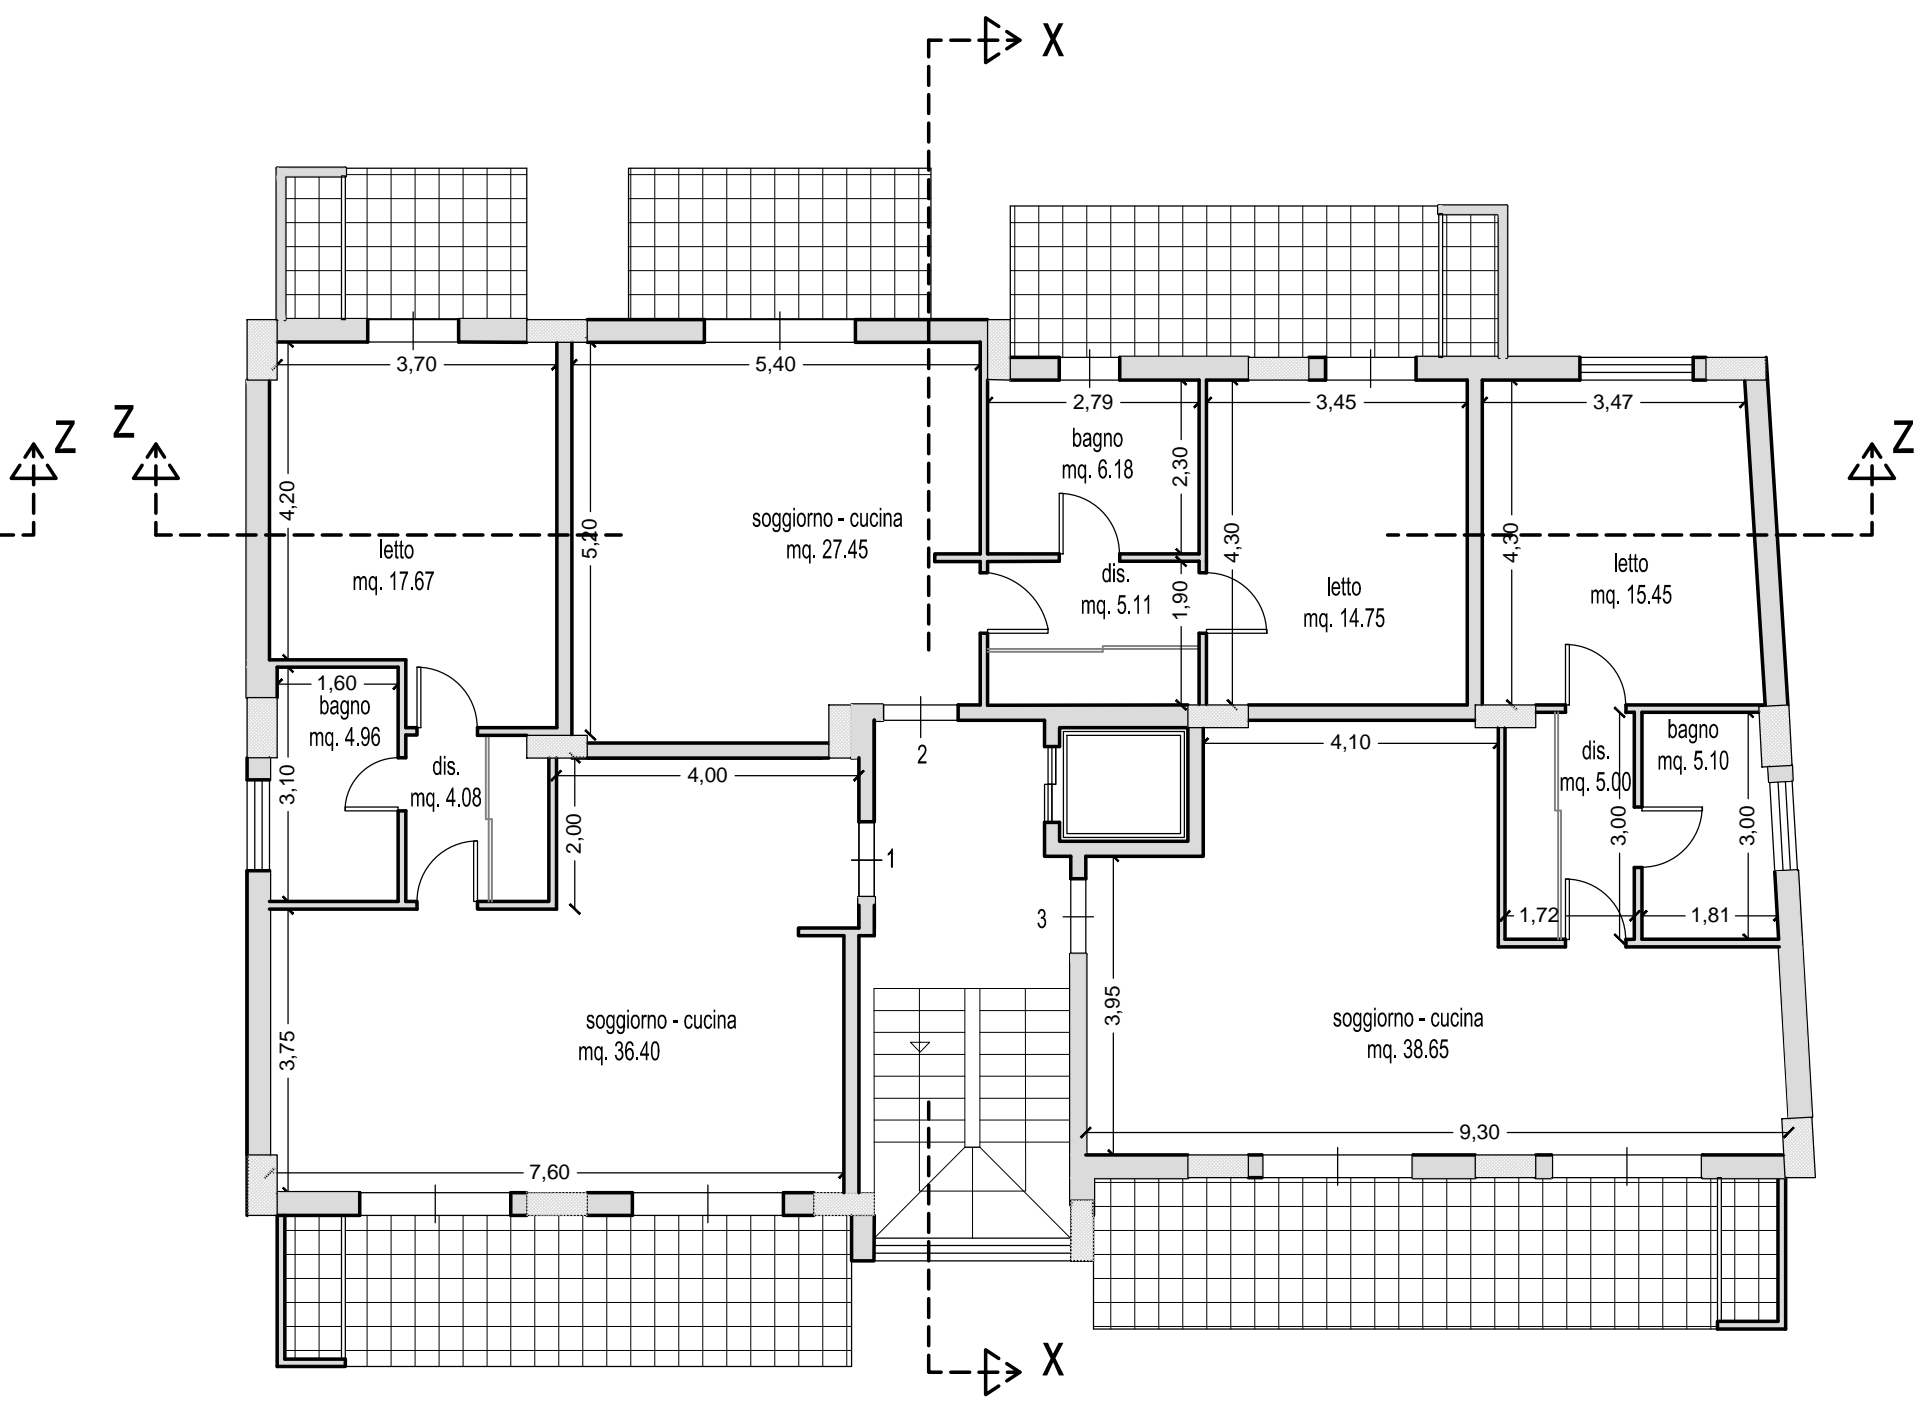 X
3,70
5,40
2,79
3,45
3,47
Z
Z
Z
bagno
mq. 6.18
2,30
4,20
5,20
soggiorno - cucina
mq. 27.45
4,30
4,30
letto
mq. 17.67
dis.
mq. 5.11
1,90
letto
mq. 14.75
letto
mq. 15.45
1,60
bagno
mq. 4.96
3,10
dis.
mq. 4.08
4,00
2,00
2
1
3
4,10
dis.
mq. 5.00
3,00
bagno
mq. 5.10
3,00
1,72
1,81
3,95
soggiorno - cucina
mq. 36.40
3,75
soggiorno - cucina
mq. 38.65
9,30
7,60
X